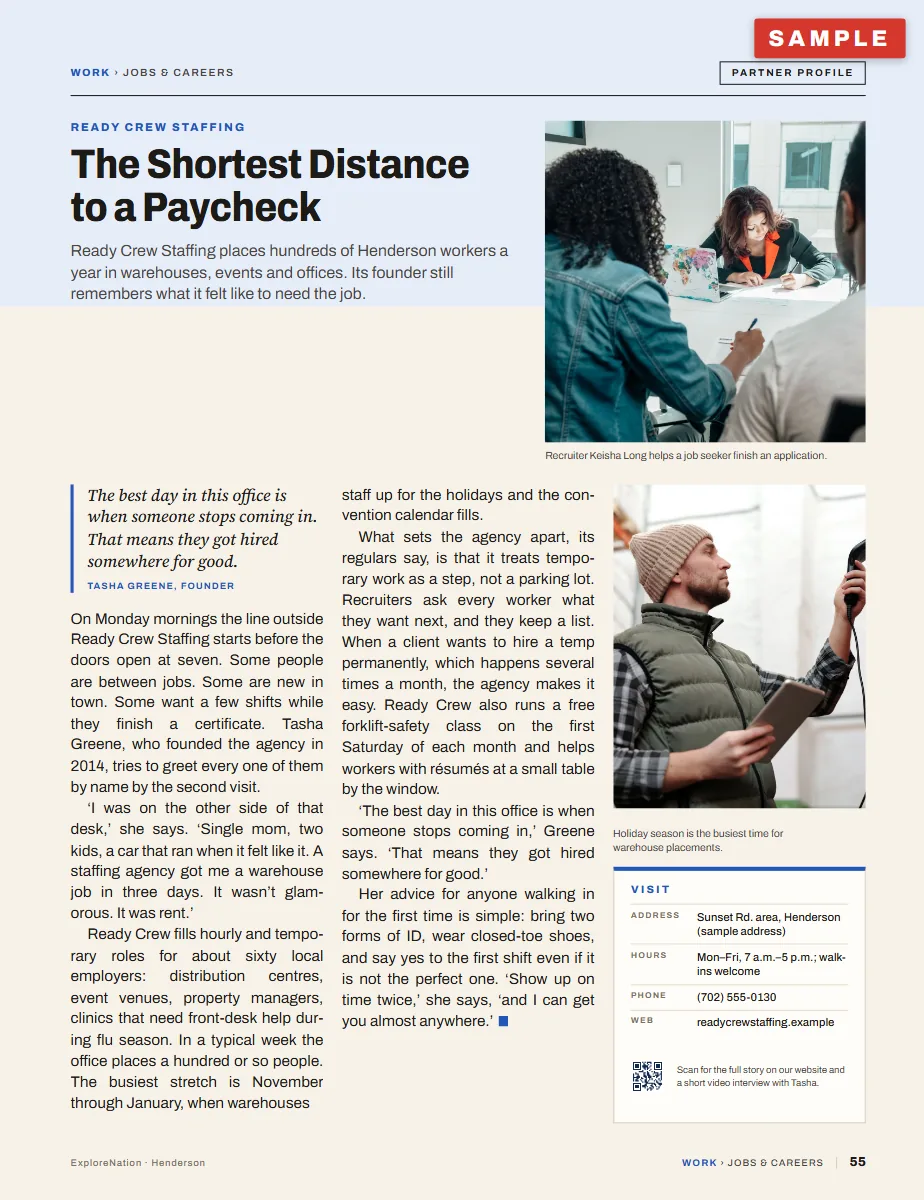 SAMPLE
WORK › JOBS & CAREERS
PARTNER PROFILE
READY CREW STAFFING
The Shortest Distance
to a Paycheck
Ready Crew Staffing places hundreds of Henderson workers a
year in warehouses, events and offices. Its founder still
remembers what it felt like to need the job.
Recruiter Keisha Long helps a job seeker finish an application.
The best day in this office is
when someone stops coming in.
That means they got hired
somewhere for good.
TASHA GREENE, FOUNDER
On Monday mornings the line outside
Ready Crew Staffing starts before the
doors open at seven. Some people
are between jobs. Some are new in
town. Some want a few shifts while
they finish a certificate. Tasha
Greene, who founded the agency in
2014, tries to greet every one of them
by name by the second visit.
‘I was on the other side of that
desk,’ she says. ‘Single mom, two
kids, a car that ran when it felt like it. A
staffing agency got me a warehouse
job in three days. It wasn’t glam-
orous. It was rent.’
Ready Crew fills hourly and tempo-
rary roles for about sixty local
employers: distribution centres,
event venues, property managers,
clinics that need front-desk help dur-
ing flu season. In a typical week the
office places a hundred or so people.
The busiest stretch is November
through January, when warehouses
staff up for the holidays and the con-
vention calendar fills.
What sets the agency apart, its
regulars say, is that it treats tempo-
rary work as a step, not a parking lot.
Recruiters ask every worker what
they want next, and they keep a list.
When a client wants to hire a temp
permanently, which happens several
times a month, the agency makes it
easy. Ready Crew also runs a free
forklift-safety class on the first
Saturday of each month and helps
workers with résumés at a small table
by the window.
‘The best day in this office is when
someone stops coming in,’ Greene
says. ‘That means they got hired
somewhere for good.’
Her advice for anyone walking in
for the first time is simple: bring two
forms of ID, wear closed-toe shoes,
and say yes to the first shift even if it
is not the perfect one. ‘Show up on
time twice,’ she says, ‘and I can get
you almost anywhere.’
Holiday season is the busiest time for
warehouse placements.
VISIT
ADDRESS Sunset Rd. area, Henderson
(sample address)
HOURS Mon–Fri, 7 a.m.–5 p.m.; walk-
ins welcome
PHONE (702) 555-0130
WEB readycrewstaffing.example
Scan for the full story on our website and
a short video interview with Tasha.
ExploreNation · Henderson
WORK › JOBS & CAREERS | 55